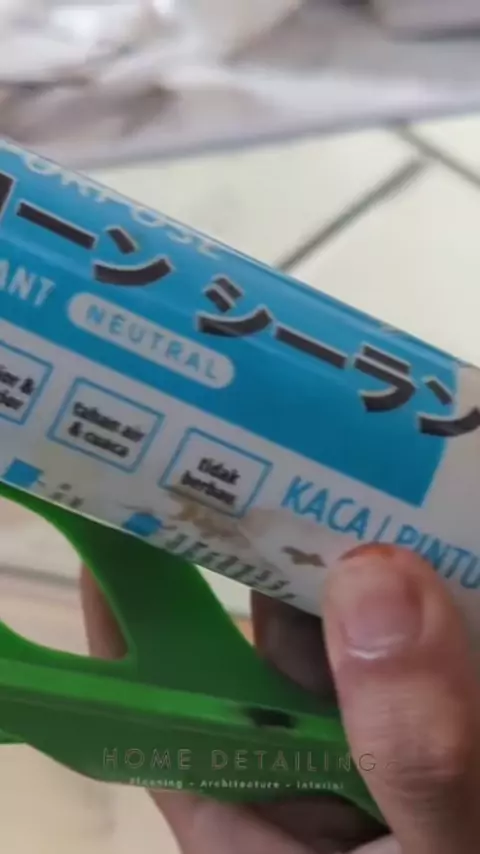 PURPOSE
ーン シーラン
ANT
NEUTRAL
tahan air
& cuaca
tidak
berbau
KACA | PINTU
HOME DETAILING
Planning - Architecture - Interior